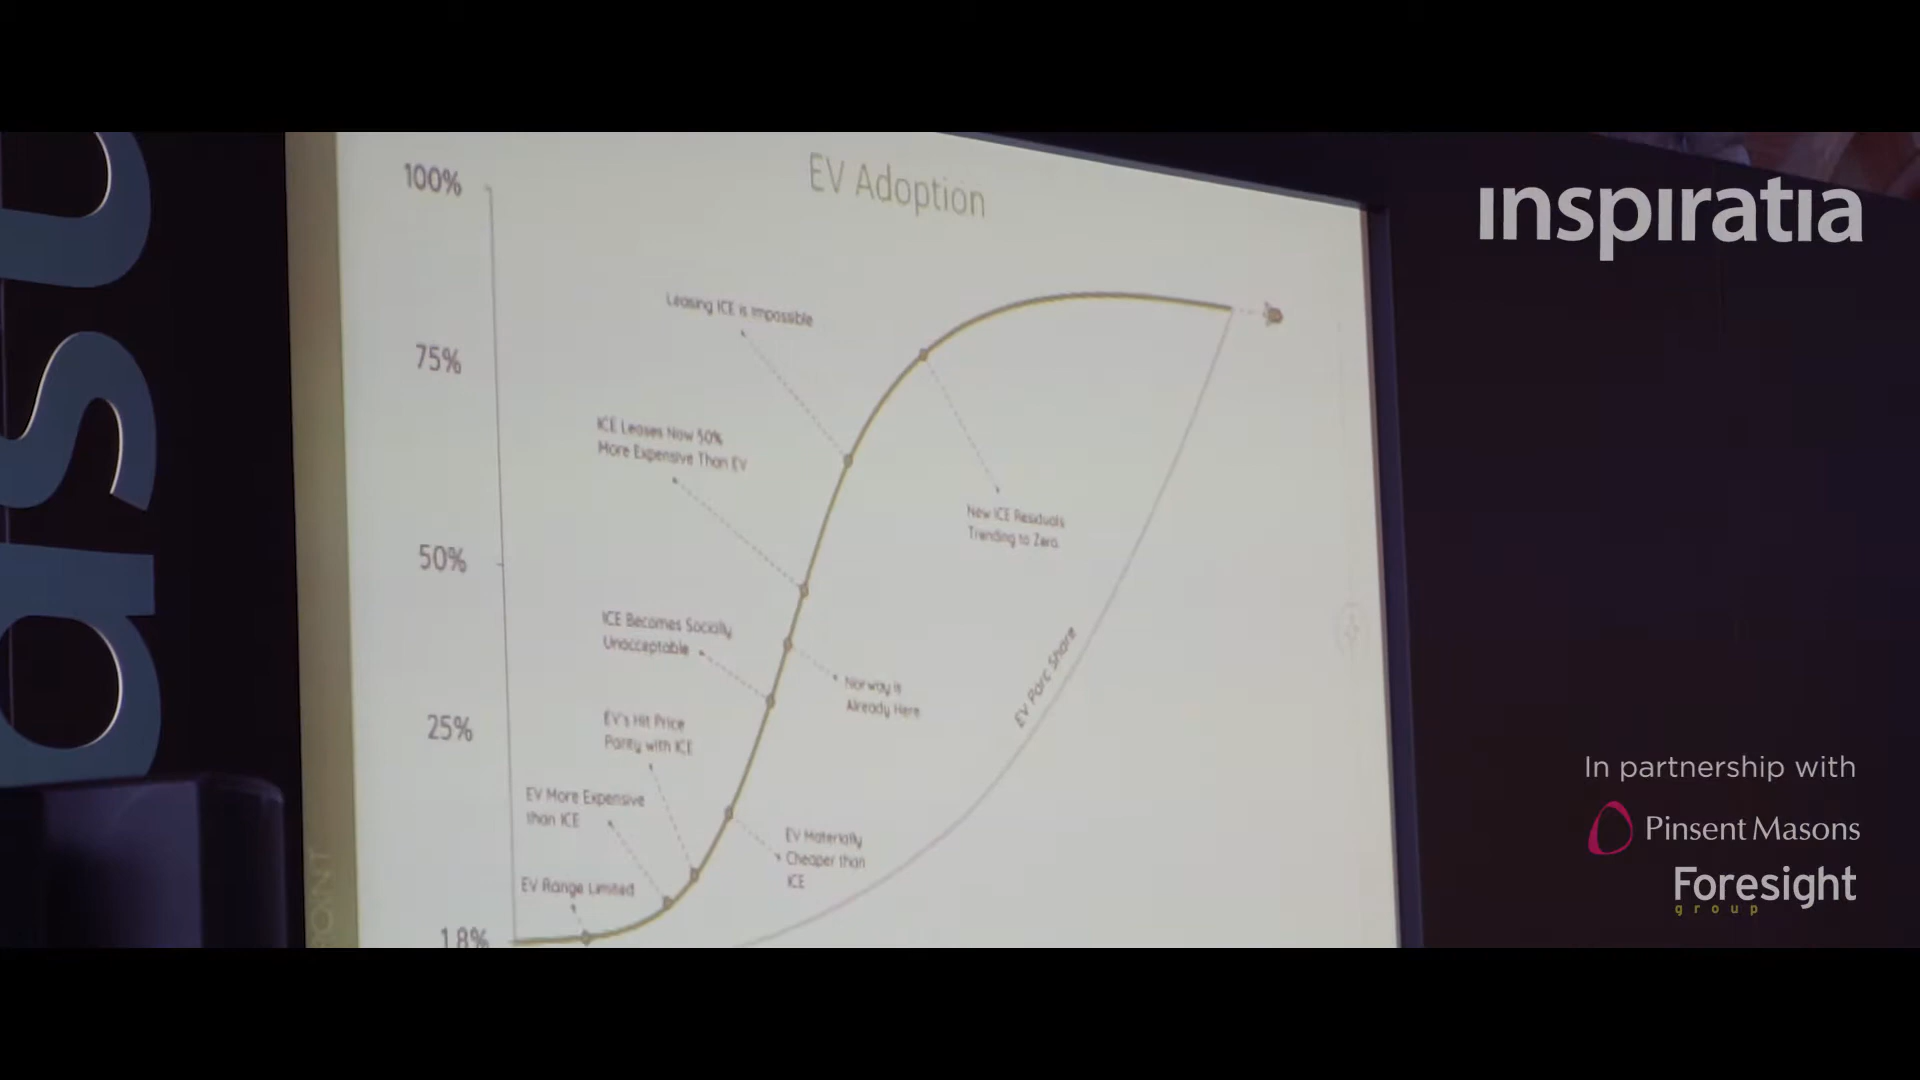 EV Adoption
100%
75%
50%
25%
1.8%
Leasing ICE is Impossible
ICE Leases Now 50%
More Expensive Than EV
ICE Becomes Socially
Unacceptable
EV's Hit Price
Parity with ICE
EV More Expensive
than ICE
EV Range Limited
New ICE Residuals
Trending to Zero.
Norway is
Already Here
EV Materially
Cheaper than
ICE
EV Parc Share
inspiratia
In partnership with
Pinsent Masons
Foresight
group